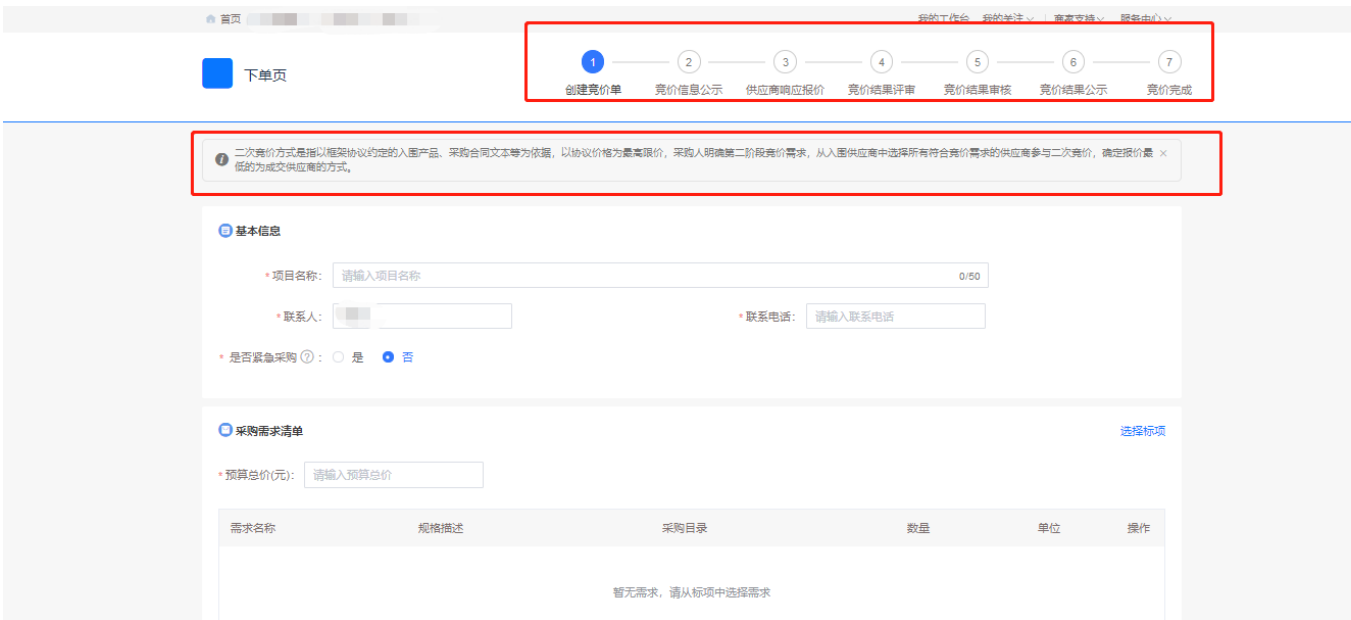 首页
我的工作台 我的关注 商家支持 服务中心
下单页
1 2 3 4 5 6 7
创建竞价单 竞价信息公示 供应商响应报价 竞价结果评审 竞价结果审核 竞价结果公示 竞价完成
二次竞价方式是指以框架协议约定的入围产品、采购合同文本等为依据，以协议价格为最高限价，采购人明确第二阶段竞价需求，从入围供应商中选择所有符合竞价需求的供应商参与二次竞价，确定报价最
低的为成交供应商的方式。
基本信息
*项目名称： 请输入项目名称 0/50
*联系人： *联系电话： 请输入联系电话
* 是否紧急采购?： 是 否
采购需求清单 选择标项
*预算总价(元)： 请输入预算总价
需求名称 规格描述 采购目录 数量 单位 操作
暂无需求，请从标项中选择需求